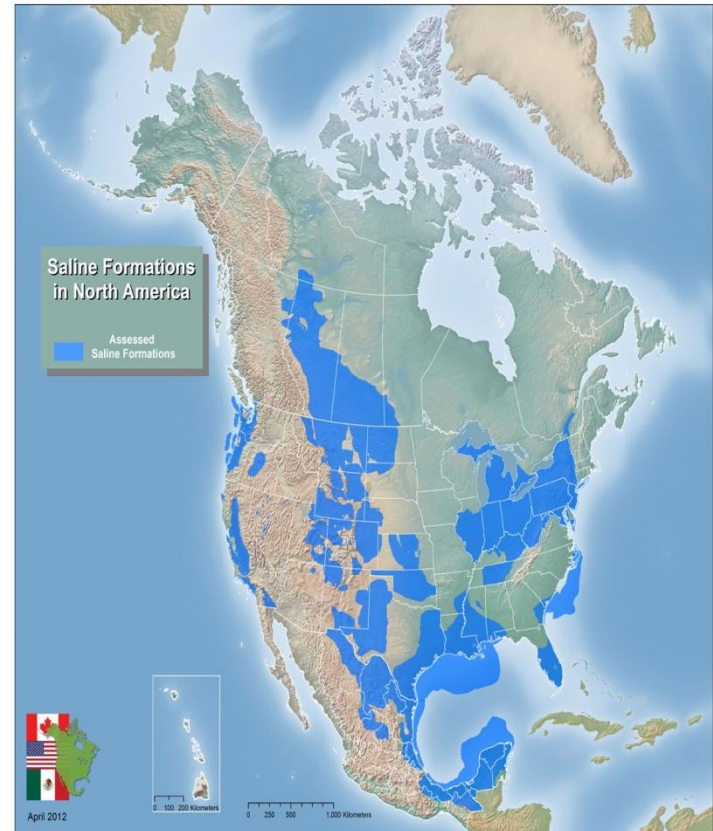 Saline Formations
in North America
Assessed
Saline Formations
0 100 200 Kilometers
0 250 500 1,000 Kilometers
April 2012